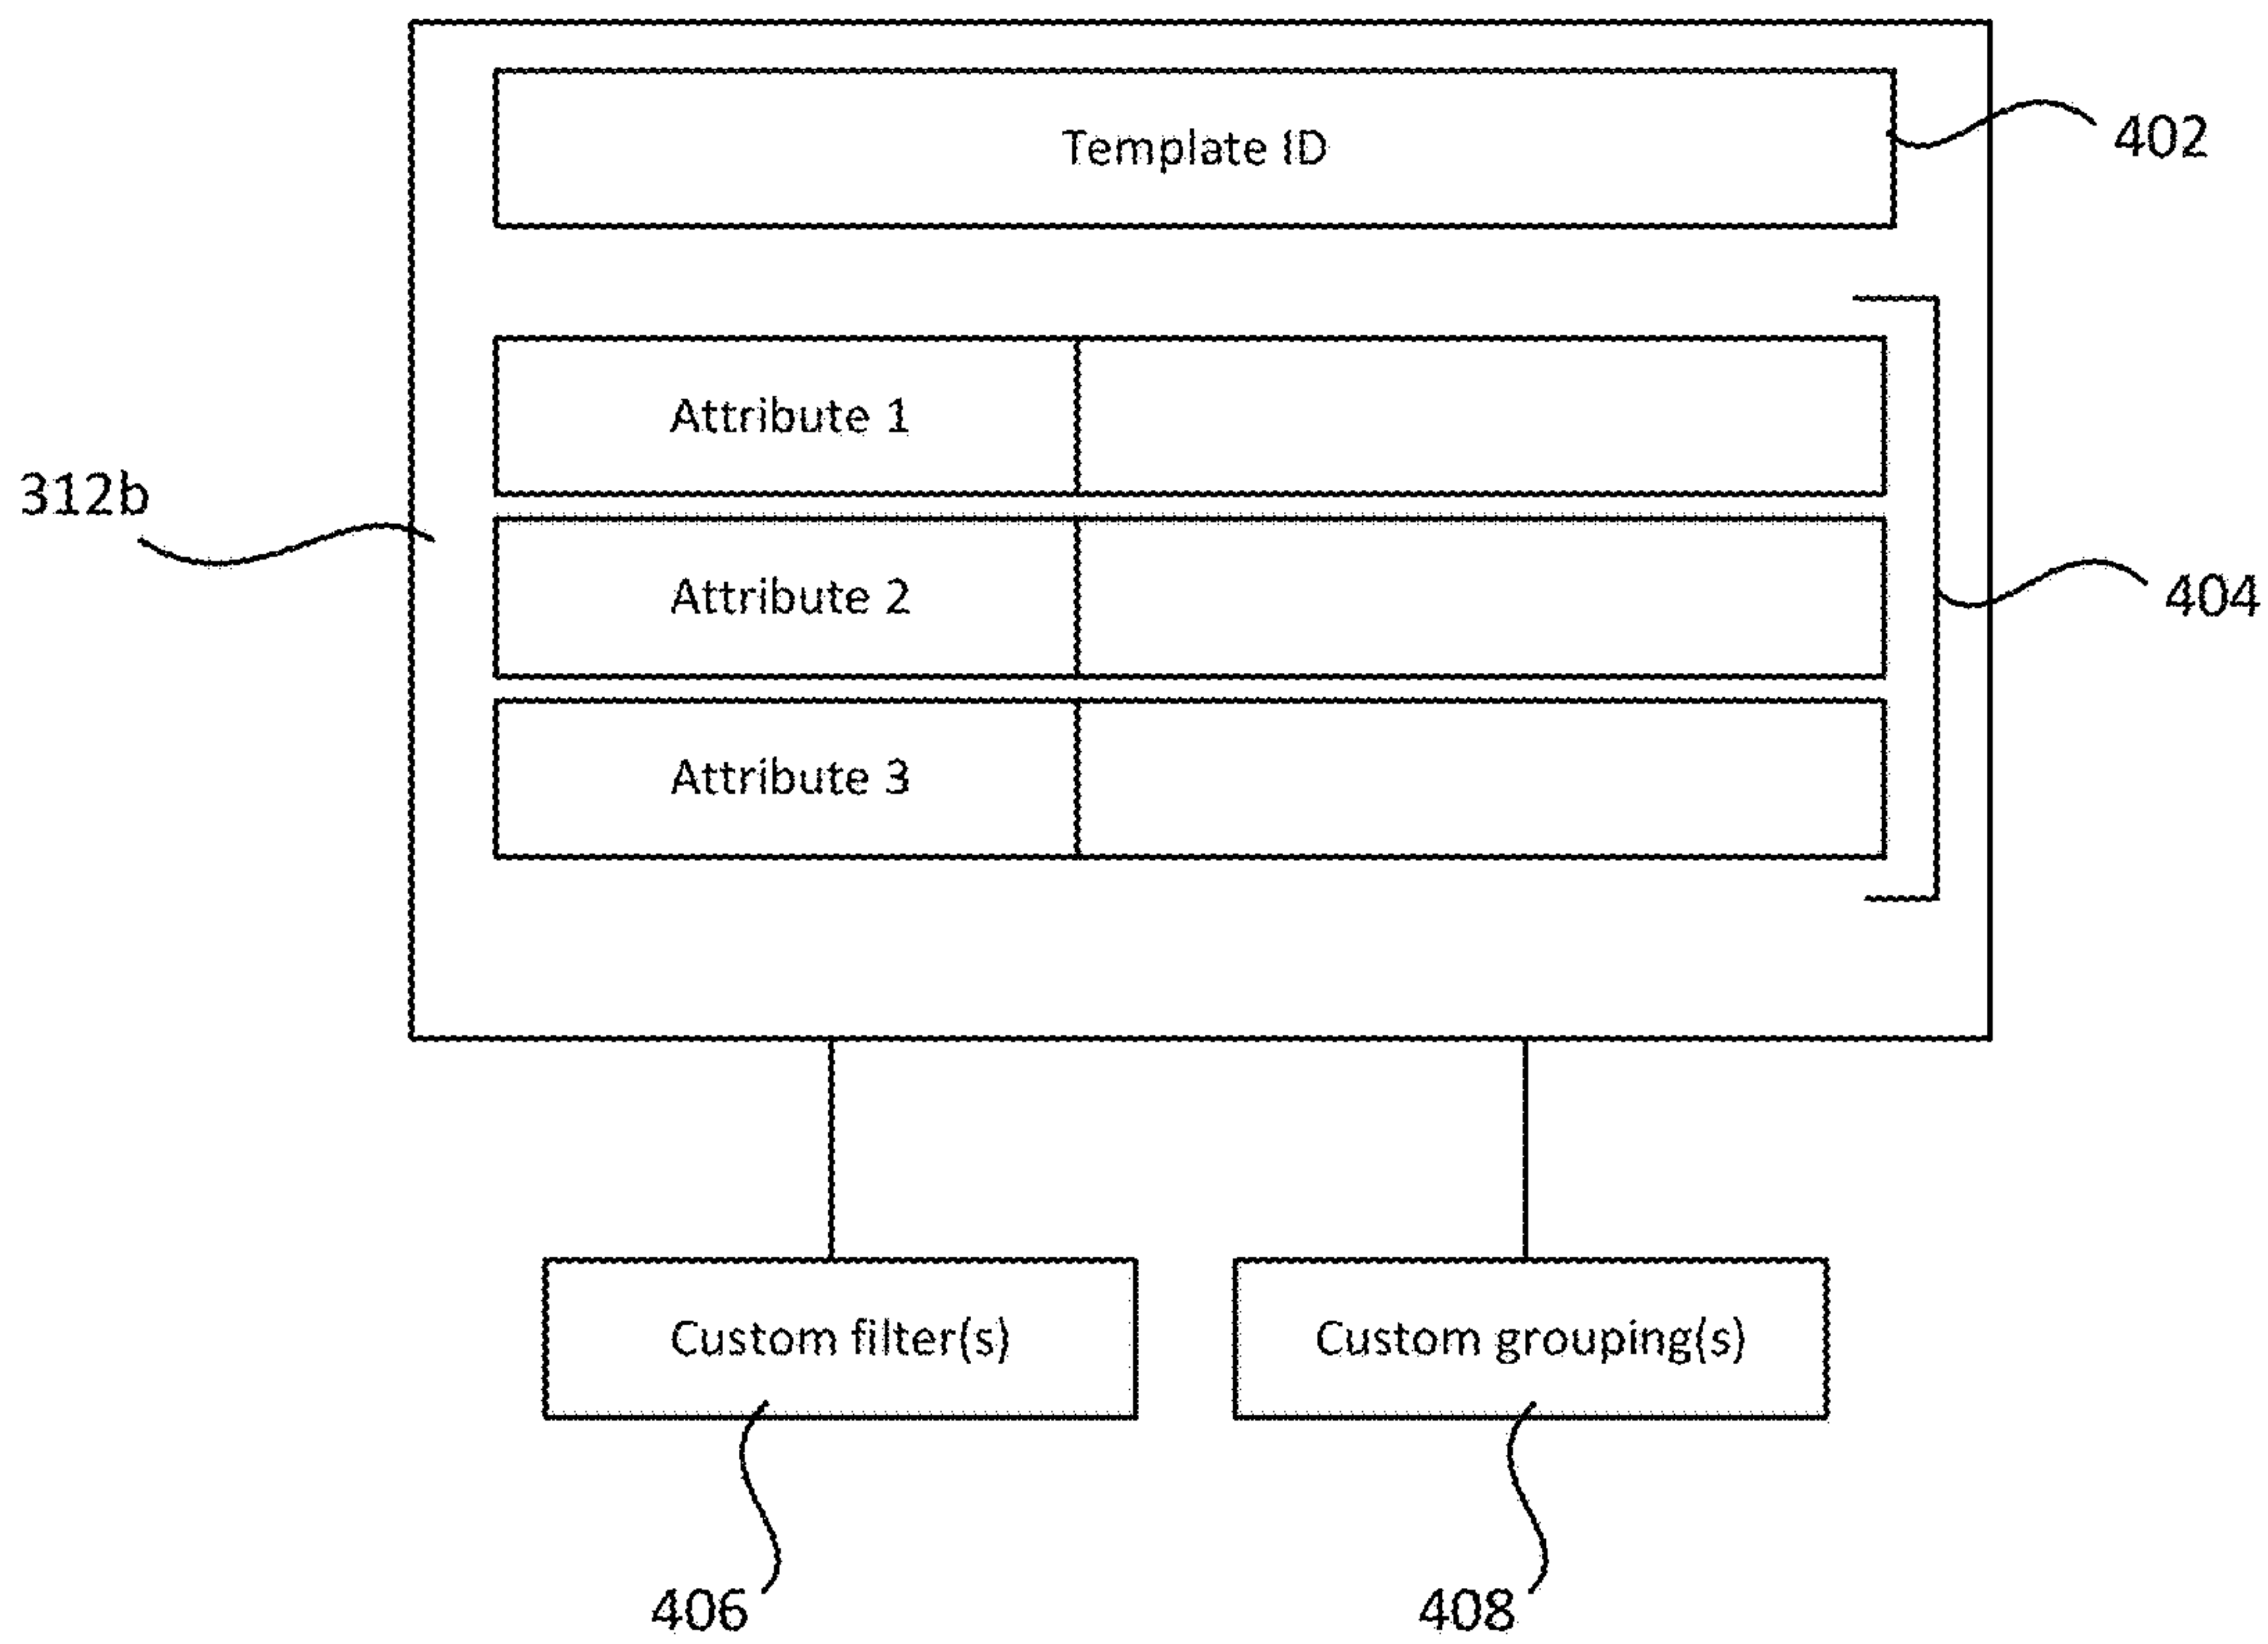 Template ID
402
Attribute 1
312b
Attribute 2
404
Attribute 3
Custom filter(s)
Custom grouping(s)
406
408